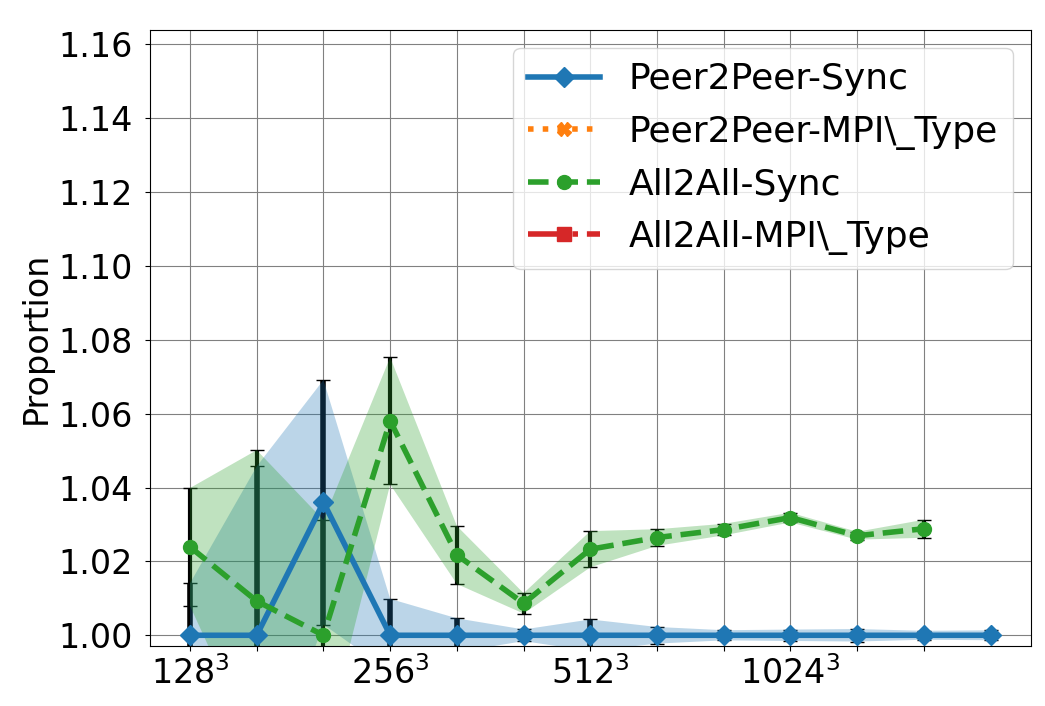 1.16
1.14
1.12
1.10
1.08
1.06
1.04
1.02
1.00
Proportion
Peer2Peer-Sync
Peer2Peer-MPI\_Type
All2All-Sync
All2All-MPI\_Type
128³ 256³ 512³ 1024³